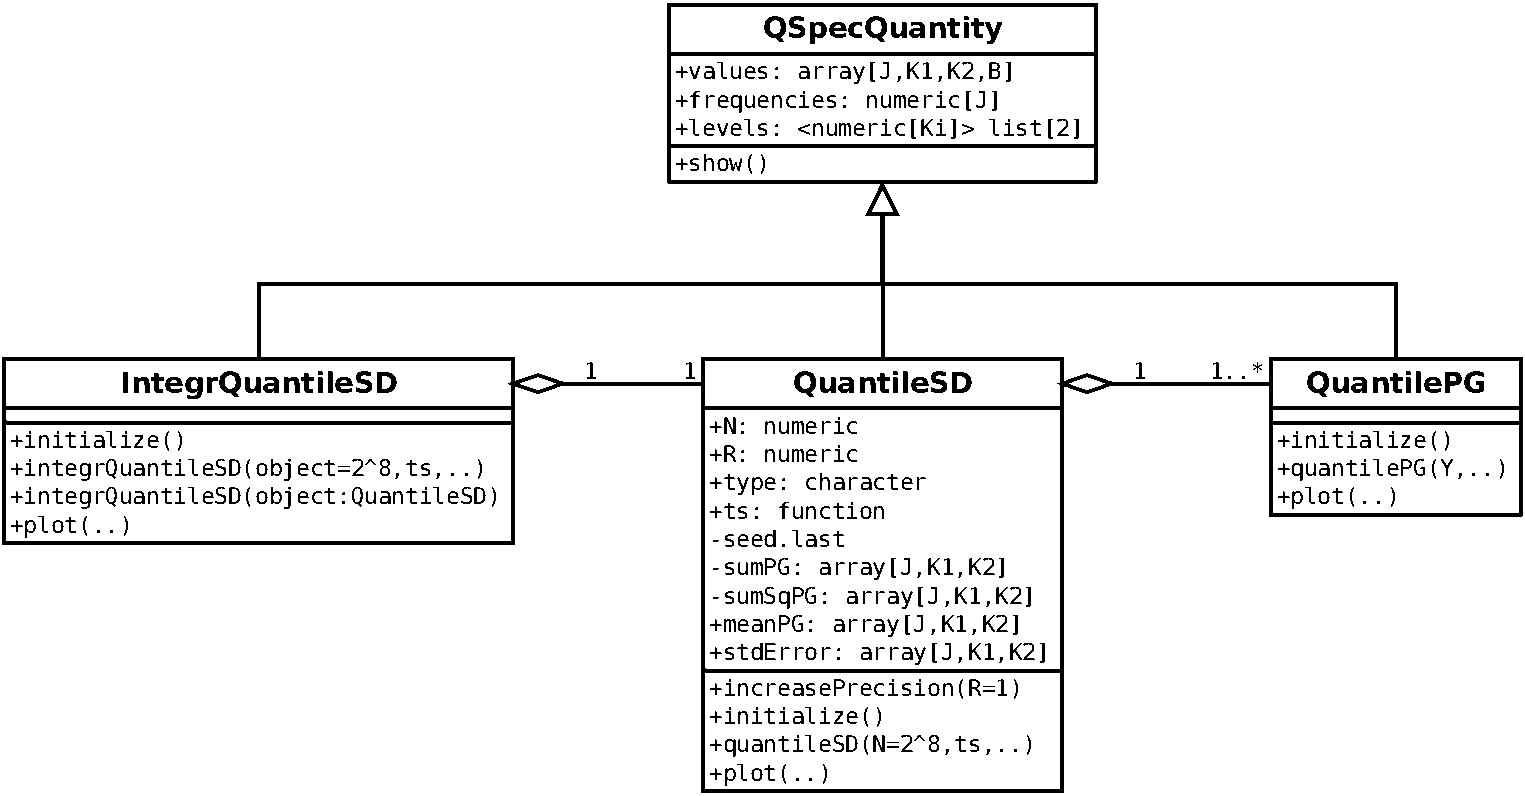 QSpecQuantity
+values: array[J,K1,K2,B]
+frequencies: numeric[J]
+levels: <numeric[Ki]> list[2]
+show()
IntegrQuantileSD
+initialize()
+integrQuantileSD(object=2^8,ts,..)
+integrQuantileSD(object:QuantileSD)
+plot(..)
1
1
QuantileSD
+N: numeric
+R: numeric
+type: character
+ts: function
-seed.last
-sumPG: array[J,K1,K2]
-sumSqPG: array[J,K1,K2]
+meanPG: array[J,K1,K2]
+stdError: array[J,K1,K2]
+increasePrecision(R=1)
+initialize()
+quantileSD(N=2^8,ts,..)
+plot(..)
1
1..*
QuantilePG
+initialize()
+quantilePG(Y,..)
+plot(..)